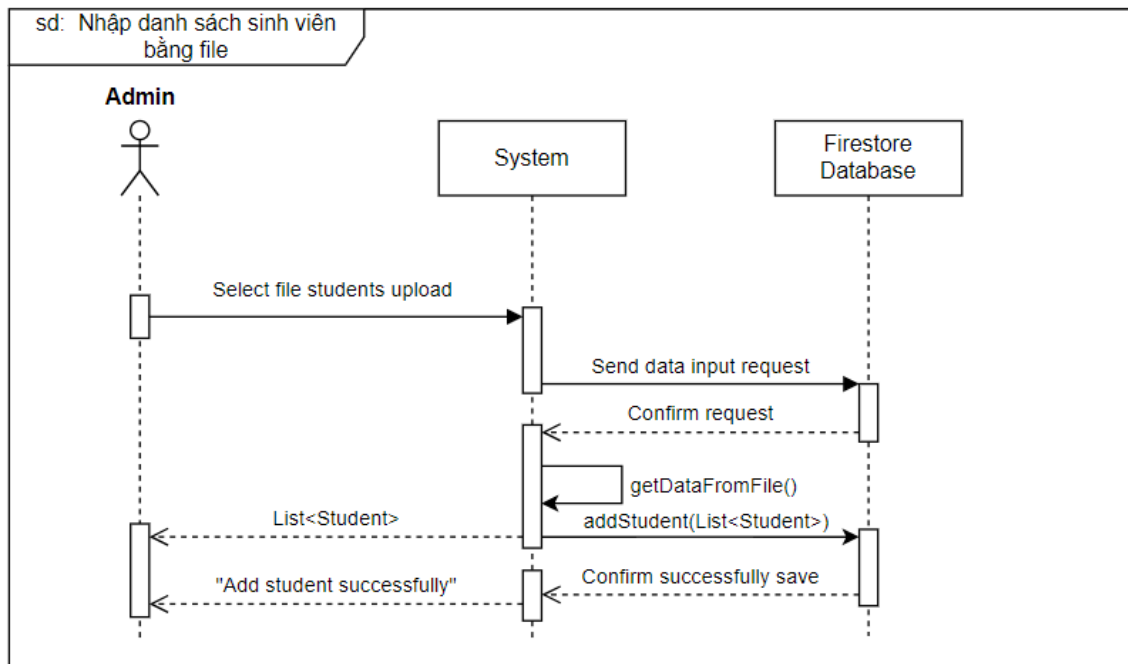 sd: Nhập danh sách sinh viên
bằng file
Admin
System
Firestore
Database
Select file students upload
Send data input request
Confirm request
getDataFromFile()
List<Student>
addStudent(List<Student>)
"Add student successfully"
Confirm successfully save